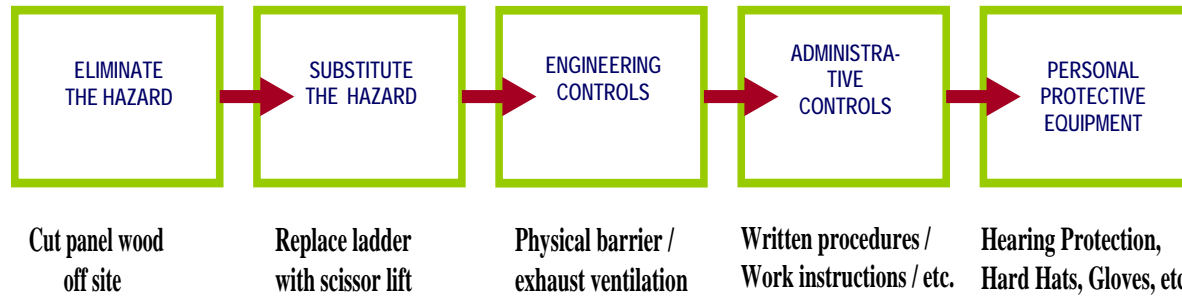 ELIMINATE
THE HAZARD
SUBSTITUTE
THE HAZARD
ENGINEERING
CONTROLS
ADMINISTRA-
TIVE
CONTROLS
PERSONAL
PROTECTIVE
EQUIPMENT
Cut panel wood
off site
Replace ladder
with scissor lift
Physical barrier /
exhaust ventilation
Written procedures /
Work instructions / etc.
Hearing Protection,
Hard Hats, Gloves, etc